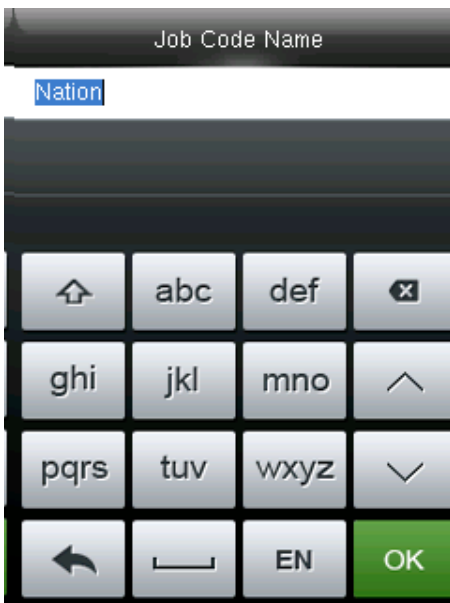 Job Code Name
Nation
abc def
ghi jkl mno
pqrs tuv wxyz
EN OK